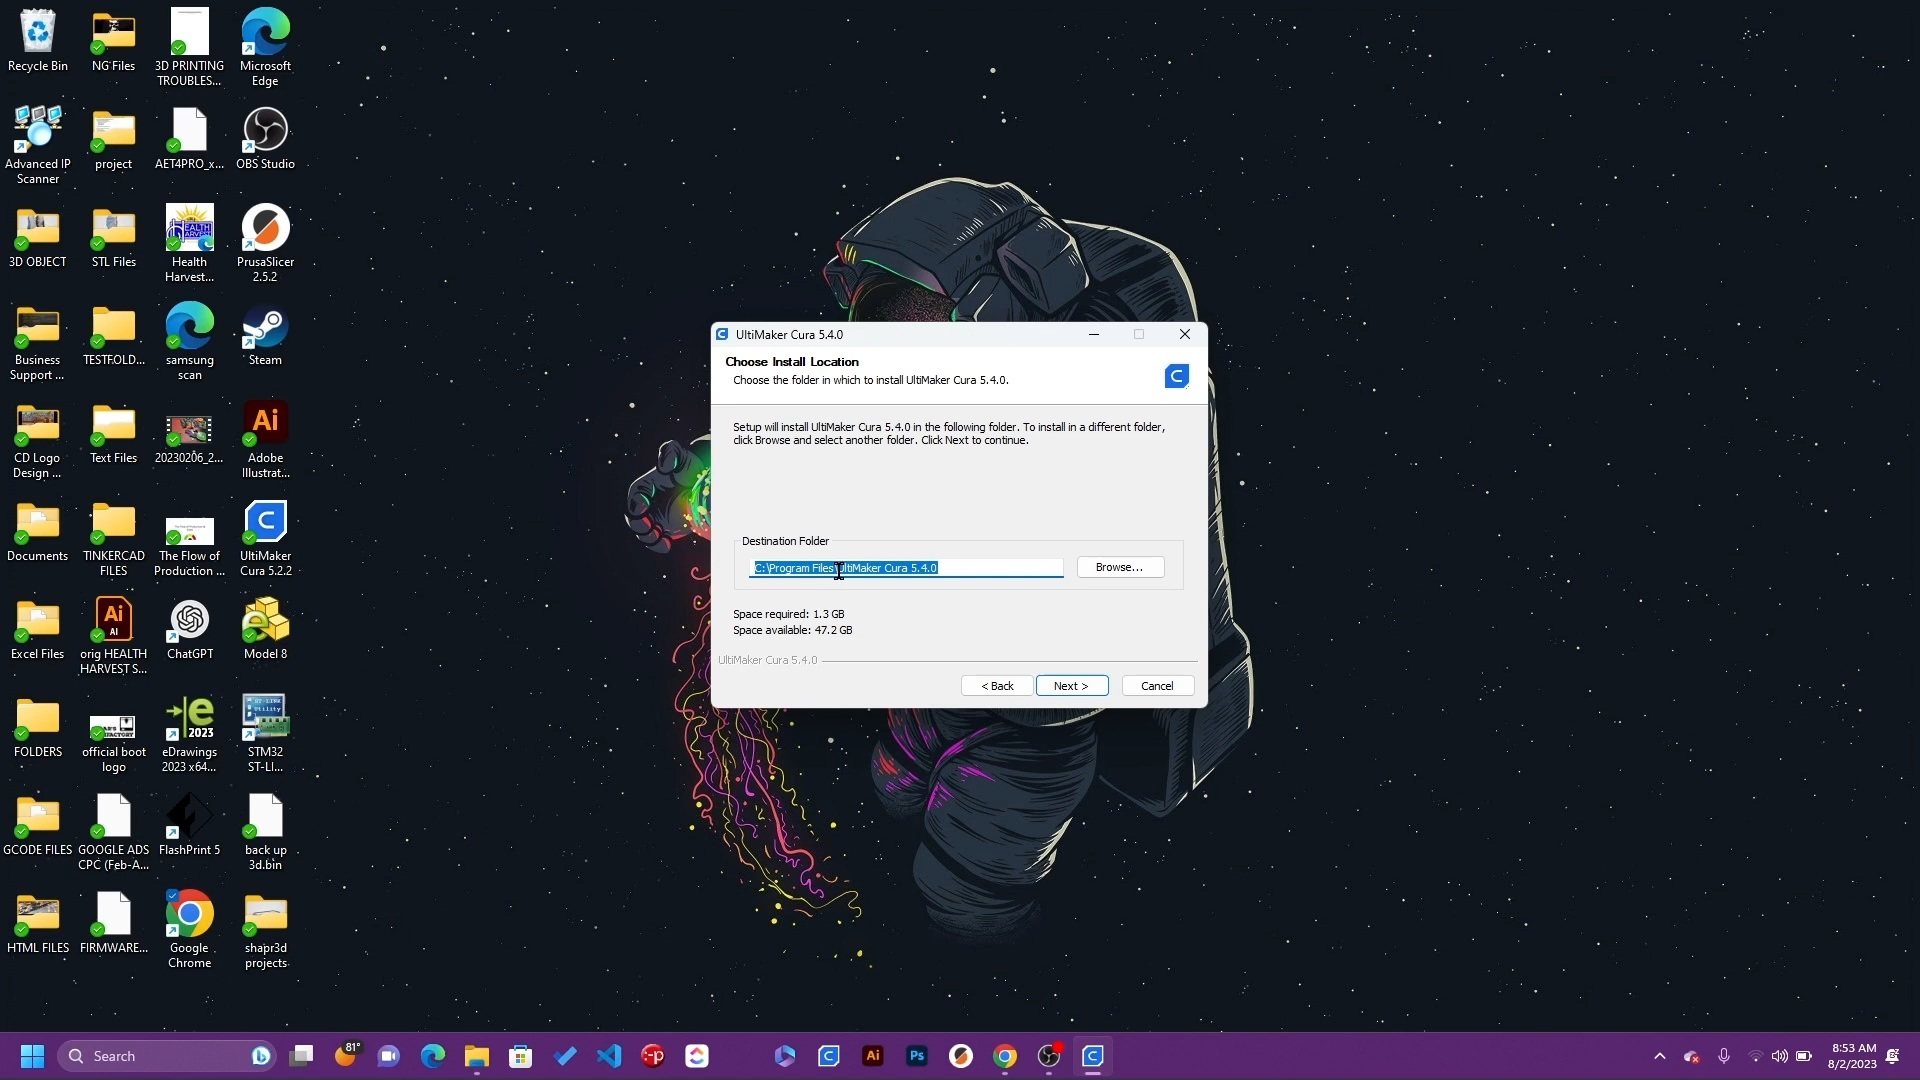 Recycle Bin
NG Files
3D PRINTING
TROUBLES...
Microsoft
Edge
Advanced IP
Scanner
project
AET4PRO_x...
OBS Studio
3D OBJECT
STL Files
HEALTH
HARVEST
Health
Harvest...
PrusaSlicer
2.5.2
Business
Support ...
TESTFOLD...
samsung
scan
Steam
CD Logo
Design ...
Text Files
20230206_2...
Ai
Adobe
Illustrat...
Documents
TINKERCAD
FILES
The Flow of
Production ...
UltiMaker
Cura 5.2.2
Excel Files
Ai
AI
orig HEALTH
HARVEST S...
ChatGPT
Model 8
FOLDERS
official boot
logo
e
2023
eDrawings
2023 x64...
ST-LINK
Utility
STM32
ST-LI...
GCODE FILES
GOOGLE ADS
CPC (Feb-A...
FlashPrint 5
back up
3d.bin
HTML FILES
FIRMWARE...
Google
Chrome
shapr3d
projects
UltiMaker Cura 5.4.0
Choose Install Location
Choose the folder in which to install UltiMaker Cura 5.4.0.
Setup will install UltiMaker Cura 5.4.0 in the following folder. To install in a different folder,
click Browse and select another folder. Click Next to continue.
Destination Folder
C:\Program Files\UltiMaker Cura 5.4.0
Browse...
Space required: 1.3 GB
Space available: 47.2 GB
UltiMaker Cura 5.4.0
< Back
Next >
Cancel
Search
81°
:-p
Ai
Ps
8:53 AM
8/2/2023